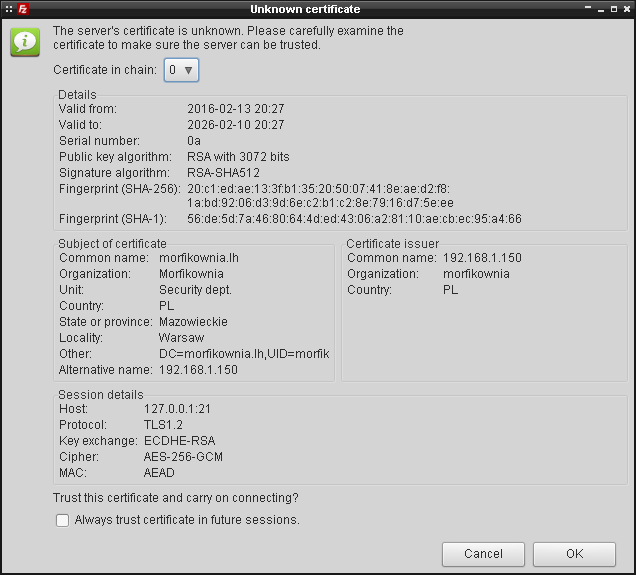 Unknown certificate
The server's certificate is unknown. Please carefully examine the
certificate to make sure the server can be trusted.
Certificate in chain: 0
Details
Valid from: 2016-02-13 20:27
Valid to: 2026-02-10 20:27
Serial number: 0a
Public key algorithm: RSA with 3072 bits
Signature algorithm: RSA-SHA512
Fingerprint (SHA-256): 20:c1:ed:ae:13:3f:b1:35:20:50:07:41:8e:ae:d2:f8:
1a:bd:92:06:d3:9d:6e:c2:b1:c2:8e:79:16:d7:5e:ee
Fingerprint (SHA-1): 56:de:5d:7a:46:80:64:4d:ed:43:06:a2:81:10:ae:cb:ec:95:a4:66
Subject of certificate
Common name: morfikownia.lh
Organization: Morfikownia
Unit: Security dept.
Country: PL
State or province: Mazowieckie
Locality: Warsaw
Other: DC=morfikownia.lh,UID=morfik
Alternative name: 192.168.1.150
Certificate issuer
Common name: 192.168.1.150
Organization: morfikownia
Country: PL
Session details
Host: 127.0.0.1:21
Protocol: TLS1.2
Key exchange: ECDHE-RSA
Cipher: AES-256-GCM
MAC: AEAD
Trust this certificate and carry on connecting?
Always trust certificate in future sessions.
Cancel OK